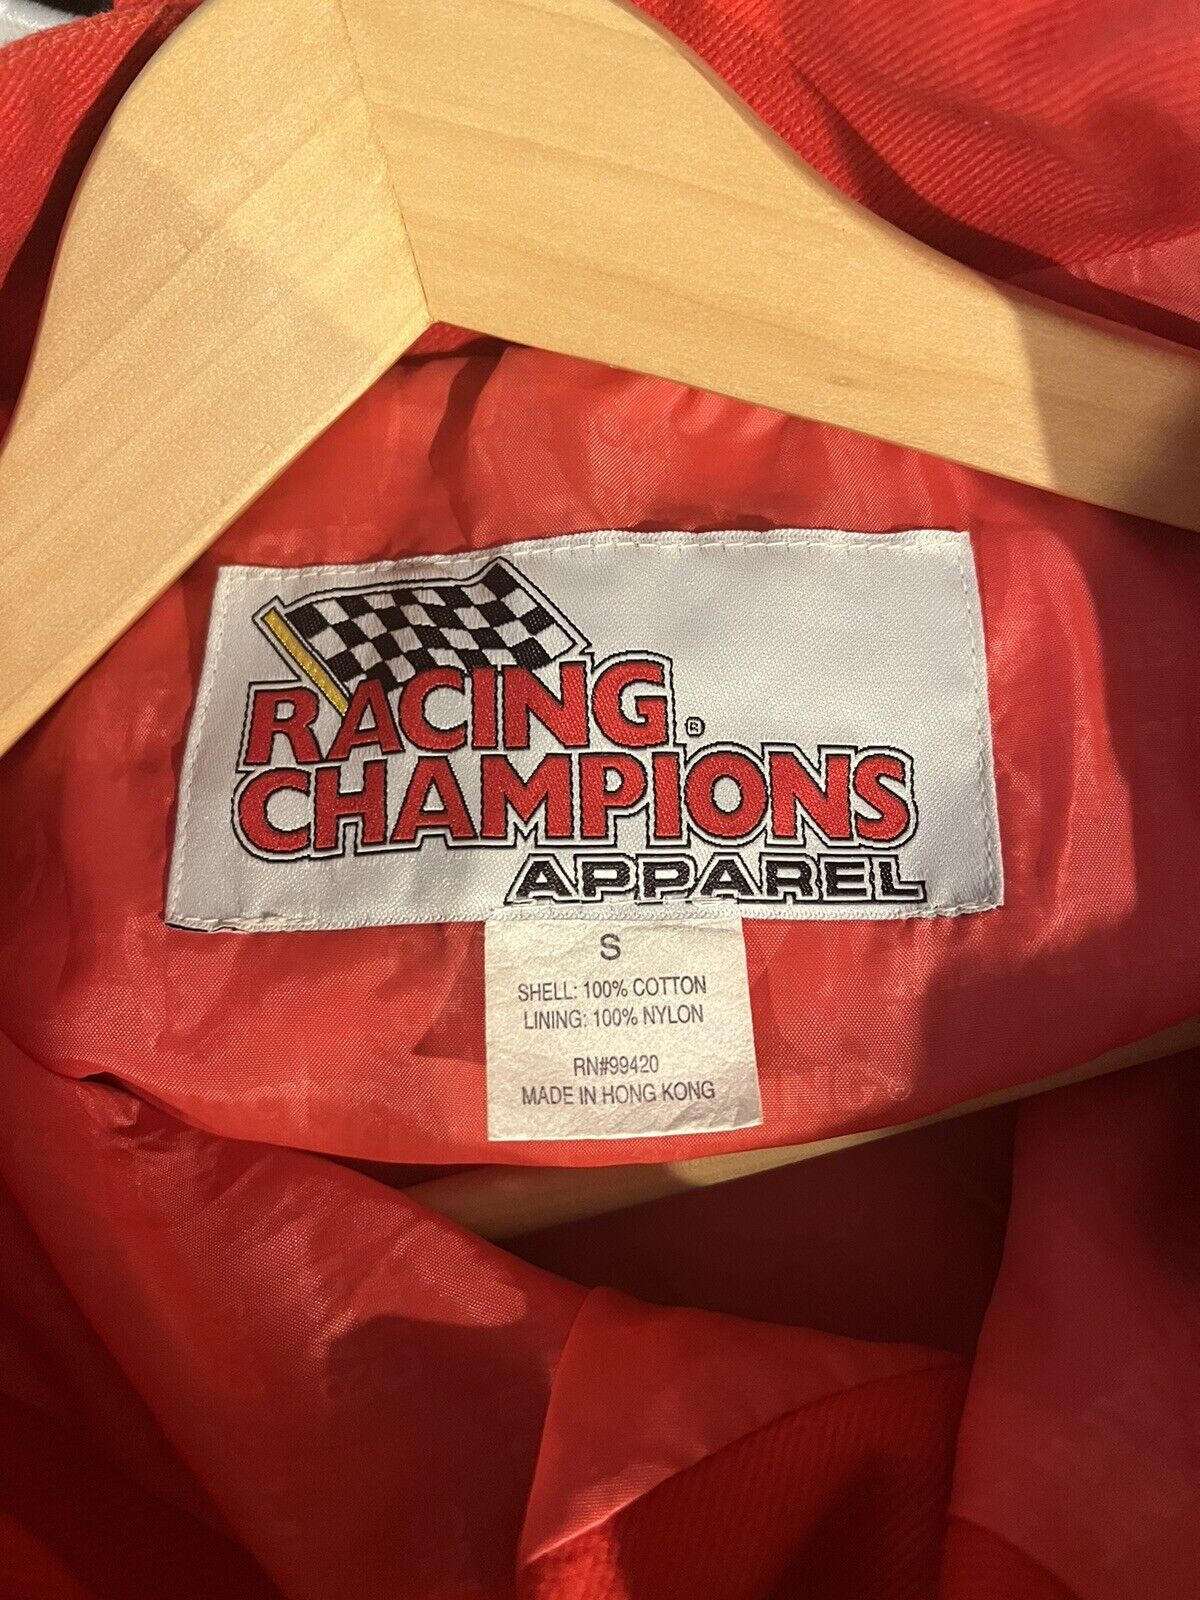 RACING®
CHAMPIONS
APPAREL
S
SHELL: 100% COTTON
LINING: 100% NYLON
RN#99420
MADE IN HONG KONG